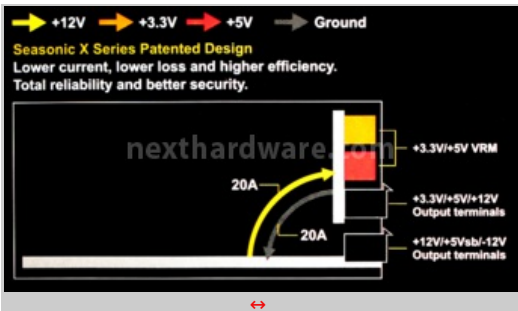 +12V +3.3V +5V Ground
Seasonic X Series Patented Design
Lower current, lower loss and higher efficiency.
Total reliability and better security.
nexthardware.com
+3.3V/+5V VRM
20A
+3.3V/+5V/+12V
Output terminals
20A
+12V/+5Vsb/-12V
Output terminals